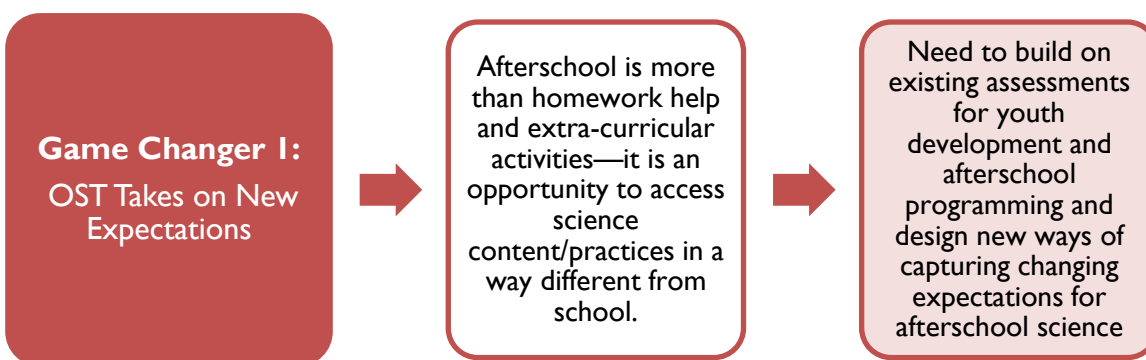 Game Changer 1:
OST Takes on New
Expectations
Afterschool is more
than homework help
and extra-curricular
activities—it is an
opportunity to access
science
content/practices in a
way different from
school.
Need to build on
existing assessments
for youth
development and
afterschool
programming and
design new ways of
capturing changing
expectations for
afterschool science